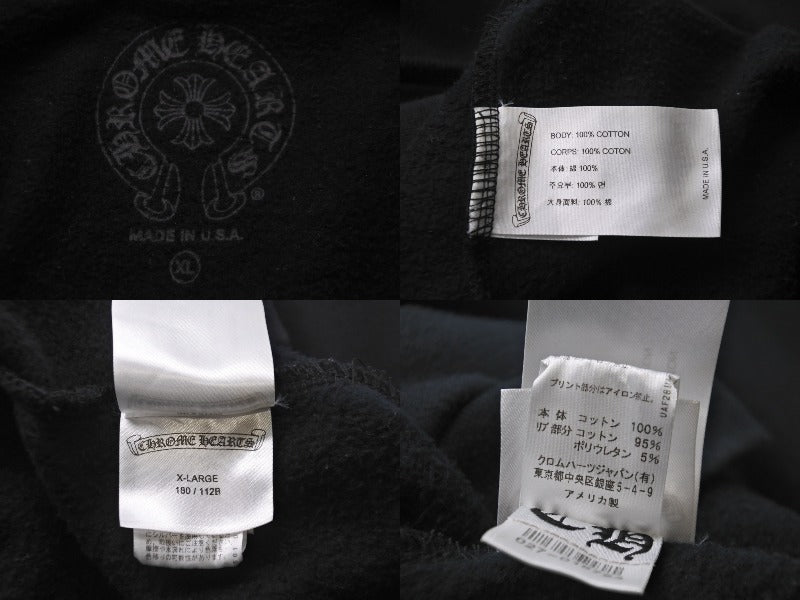 CHROME HEARTS
®
MADE IN U.S.A.
XL
CHROME HEARTS
BODY: 100% COTTON
CORPS: 100% COTON
本体: 綿 100%
주요부: 100% 면
大身面料: 100% 棉
MADE IN U.S.A.
CHROME HEARTS
X-LARGE
180 / 112B
プリント部分はアイロン禁止。
本体 コットン 100%
リブ部分 コットン 95%
ポリウレタン 5%
クロムハーツジャパン(有)
東京都中央区銀座5-4-9
アメリカ製